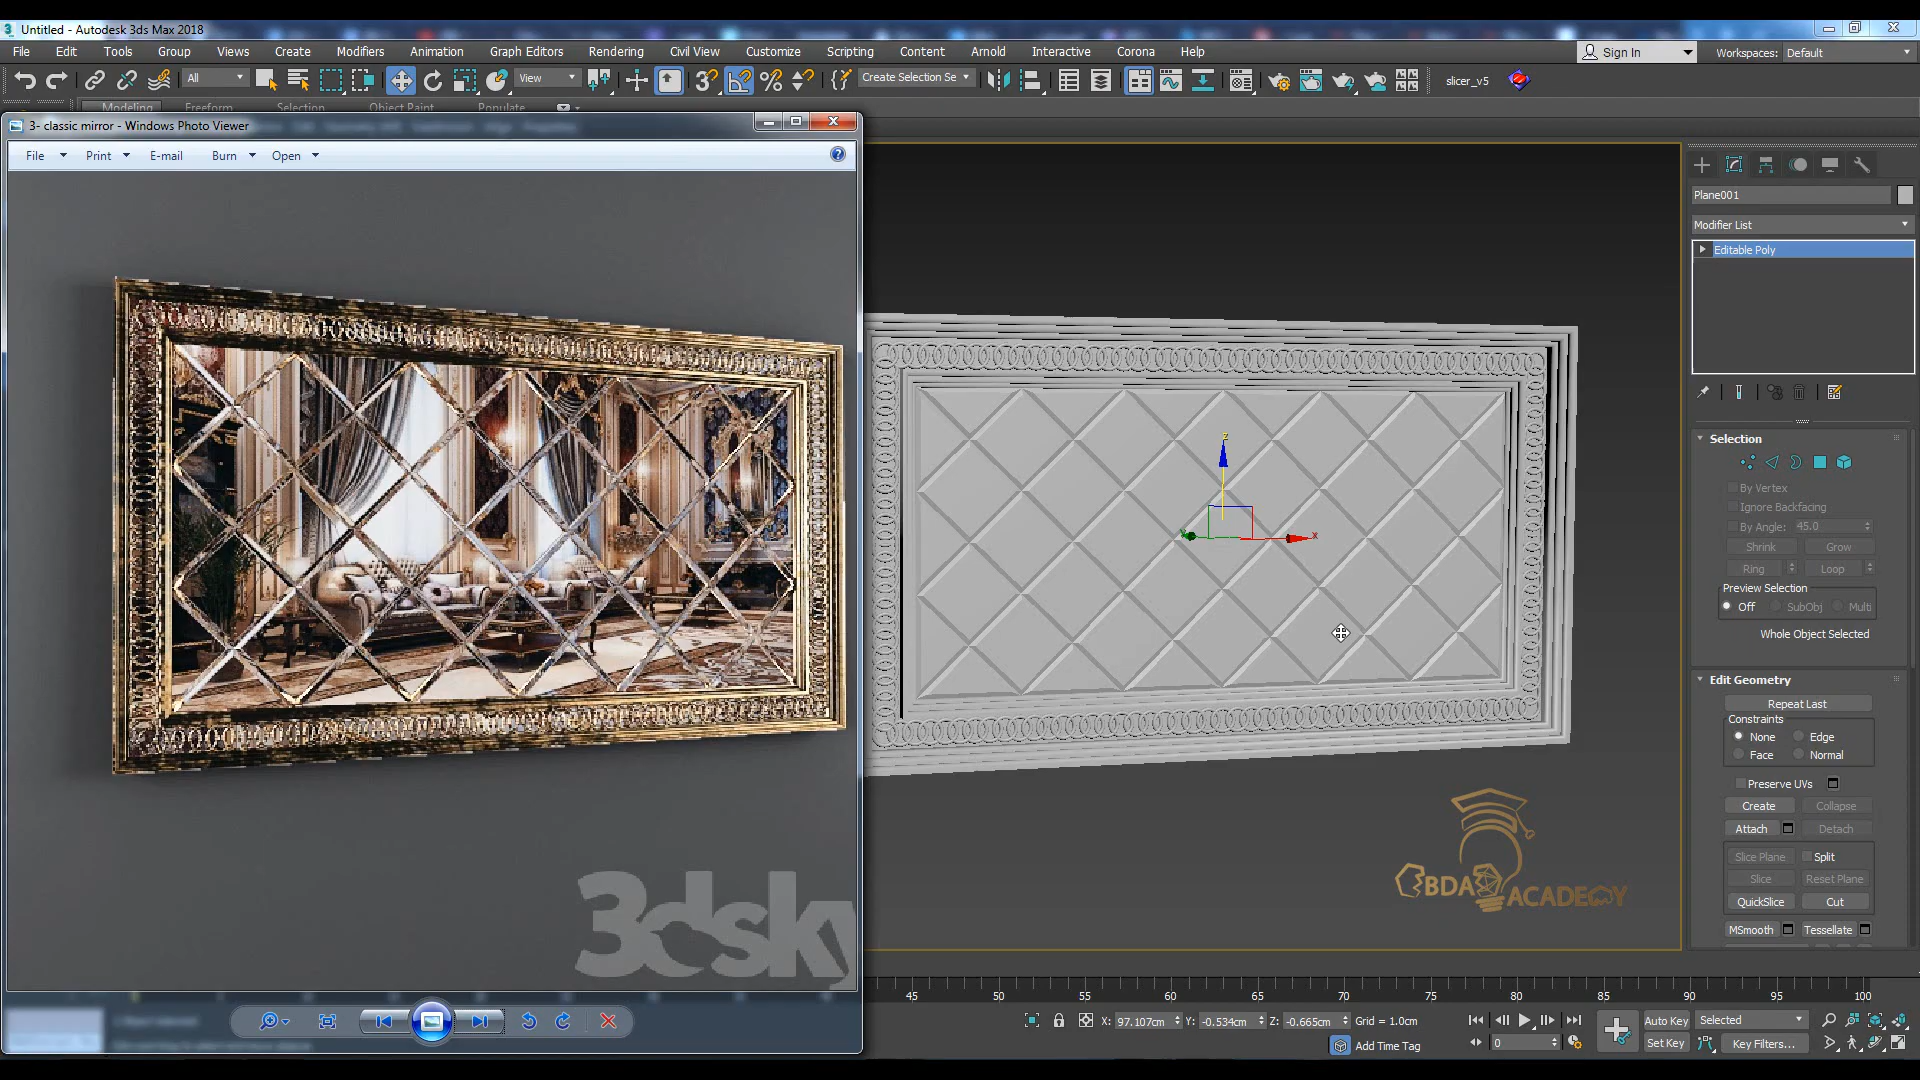 Untitled - Autodesk 3ds Max 2018
File Edit Tools Group Views Create Modifiers Animation Graph Editors Rendering Civil View Customize Scripting Content Arnold Interactive Corona Help
Sign In Workspaces: Default
All View Create Selection Se slicer_v5
Modeling Freeform Selection Object Paint Populate
3- classic mirror - Windows Photo Viewer
File Print E-mail Burn Open
3dsky
Plane001
Modifier List
Editable Poly
Selection
By Vertex
Ignore Backfacing
By Angle: 45.0
Shrink Grow
Ring Loop
Preview Selection
Off SubObj Multi
Whole Object Selected
Edit Geometry
Repeat Last
Constraints
None Edge
Face Normal
Preserve UVs
Create Collapse
Attach Detach
Slice Plane Split
Slice Reset Plane
QuickSlice Cut
MSmooth Tessellate
z
x
BDA ACADEMY
45 50 55 60 65 70 75 80 85 90 95 100
X: 97.107cm Y: -0.534cm Z: -0.665cm Grid = 1.0cm
Auto Key Selected
Add Time Tag
0
Set Key Key Filters...